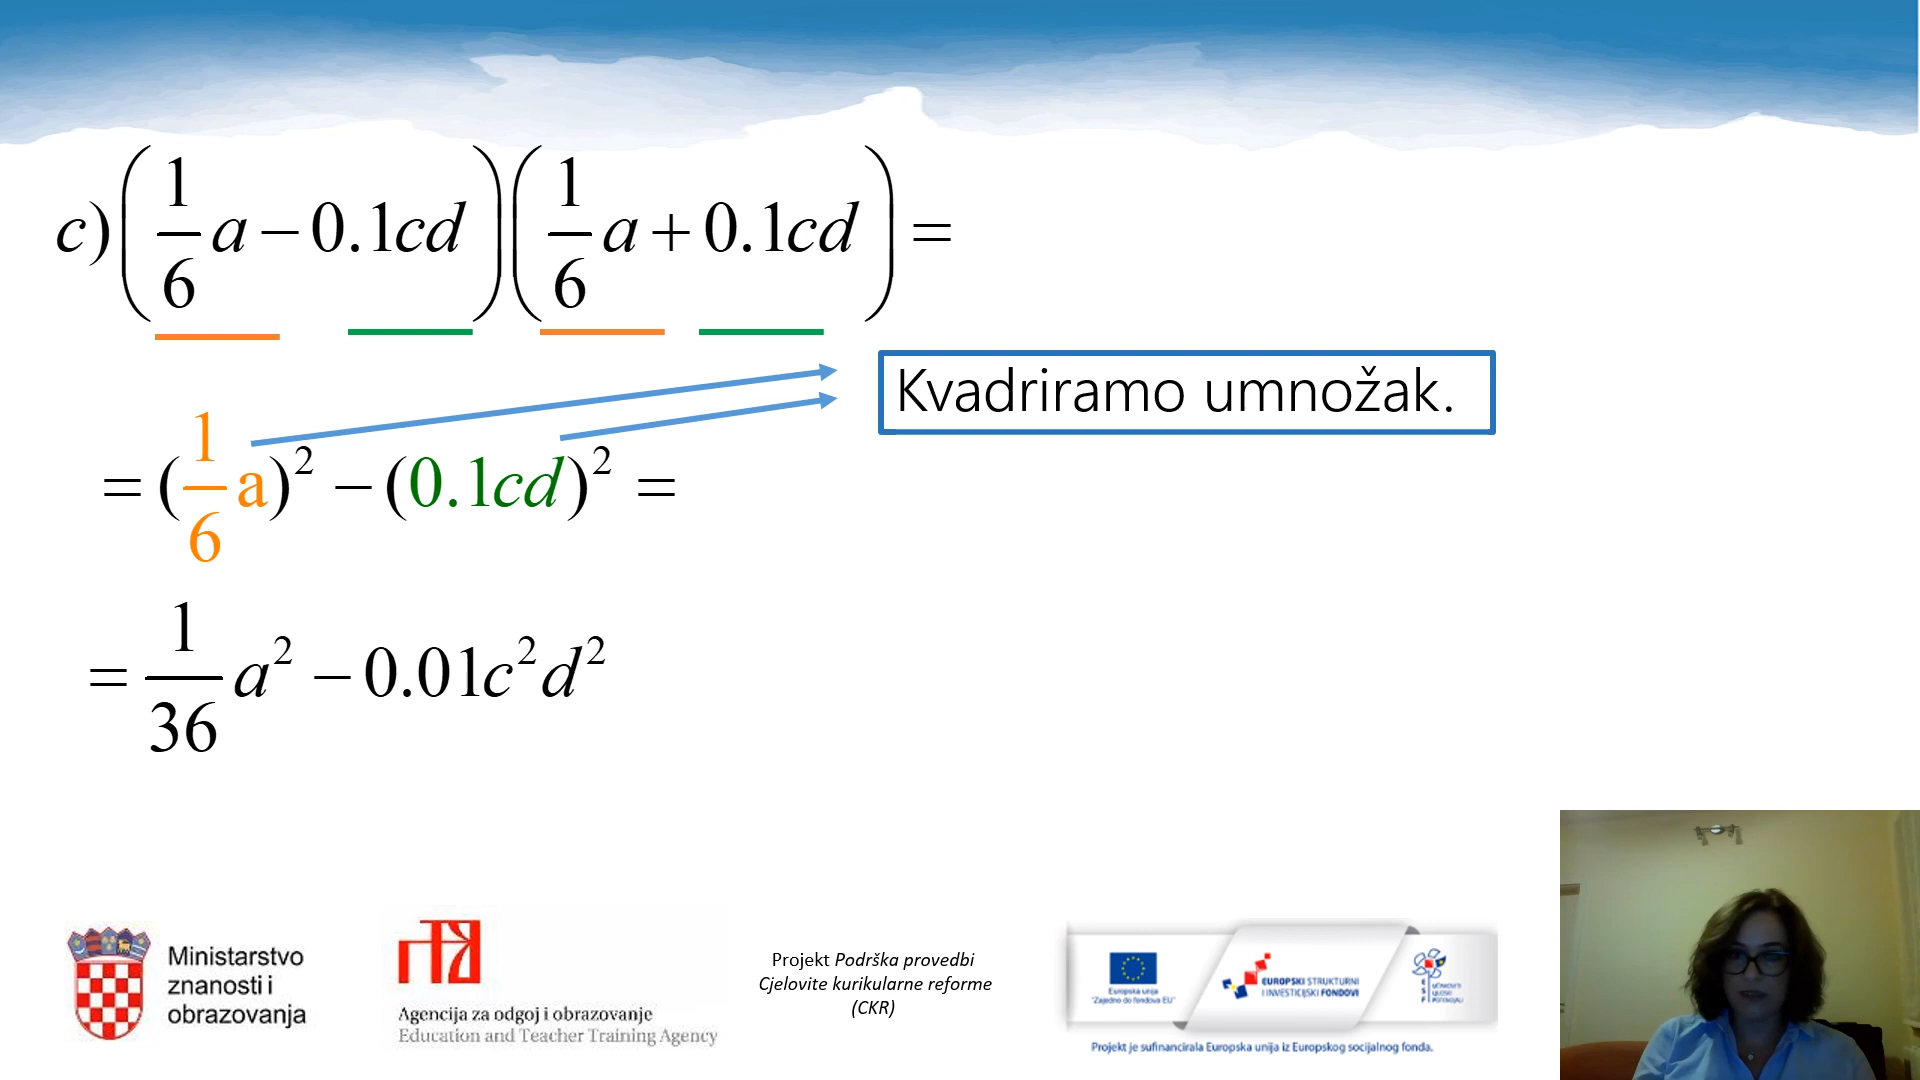 c) (1/6 a − 0.1cd)(1/6 a + 0.1cd) =
Kvadriramo umnožak.
= (1/6 a)² − (0.1cd)² =
= 1/36 a² − 0.01c²d²
Ministarstvo
znanosti i
obrazovanja
Agencija za odgoj i obrazovanje
Education and Teacher Training Agency
Projekt Podrška provedbi
Cjelovite kurikularne reforme
(CKR)
Europska unija
"Zajedno do fondova EU"
EUROPSKI STRUKTURNI
I INVESTICIJSKI FONDOVI
Projekt je sufinancirala Europska unija iz Europskog socijalnog fonda.